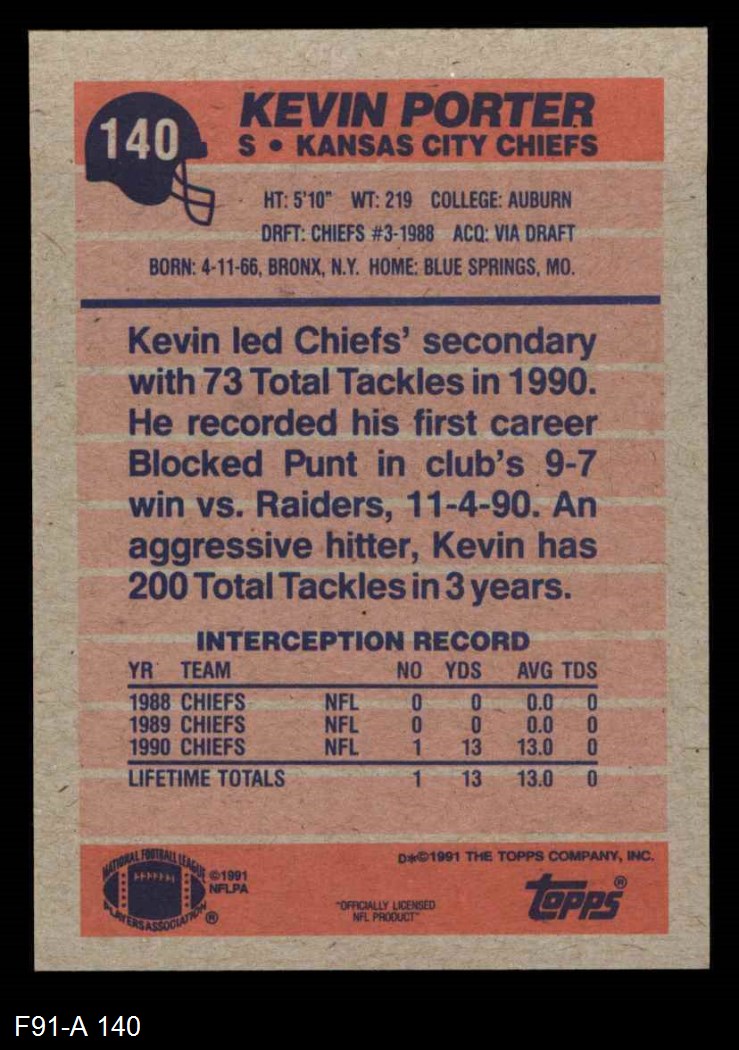 140
KEVIN PORTER
S • KANSAS CITY CHIEFS
HT: 5'10" WT: 219 COLLEGE: AUBURN
DRFT: CHIEFS #3-1988 ACQ: VIA DRAFT
BORN: 4-11-66, BRONX, N.Y. HOME: BLUE SPRINGS, MO.
Kevin led Chiefs' secondary
with 73 Total Tackles in 1990.
He recorded his first career
Blocked Punt in club's 9-7
win vs. Raiders, 11-4-90. An
aggressive hitter, Kevin has
200 Total Tackles in 3 years.
INTERCEPTION RECORD
YR TEAM NO YDS AVG TDS
1988 CHIEFS NFL 0 0 0.0 0
1989 CHIEFS NFL 0 0 0.0 0
1990 CHIEFS NFL 1 13 13.0 0
LIFETIME TOTALS 1 13 13.0 0
NATIONAL FOOTBALL LEAGUE
PLAYERS ASSOCIATION ®
©1991
NFLPA
D*©1991 THE TOPPS COMPANY, INC.
"OFFICIALLY LICENSED
NFL PRODUCT"
topps®
F91-A 140